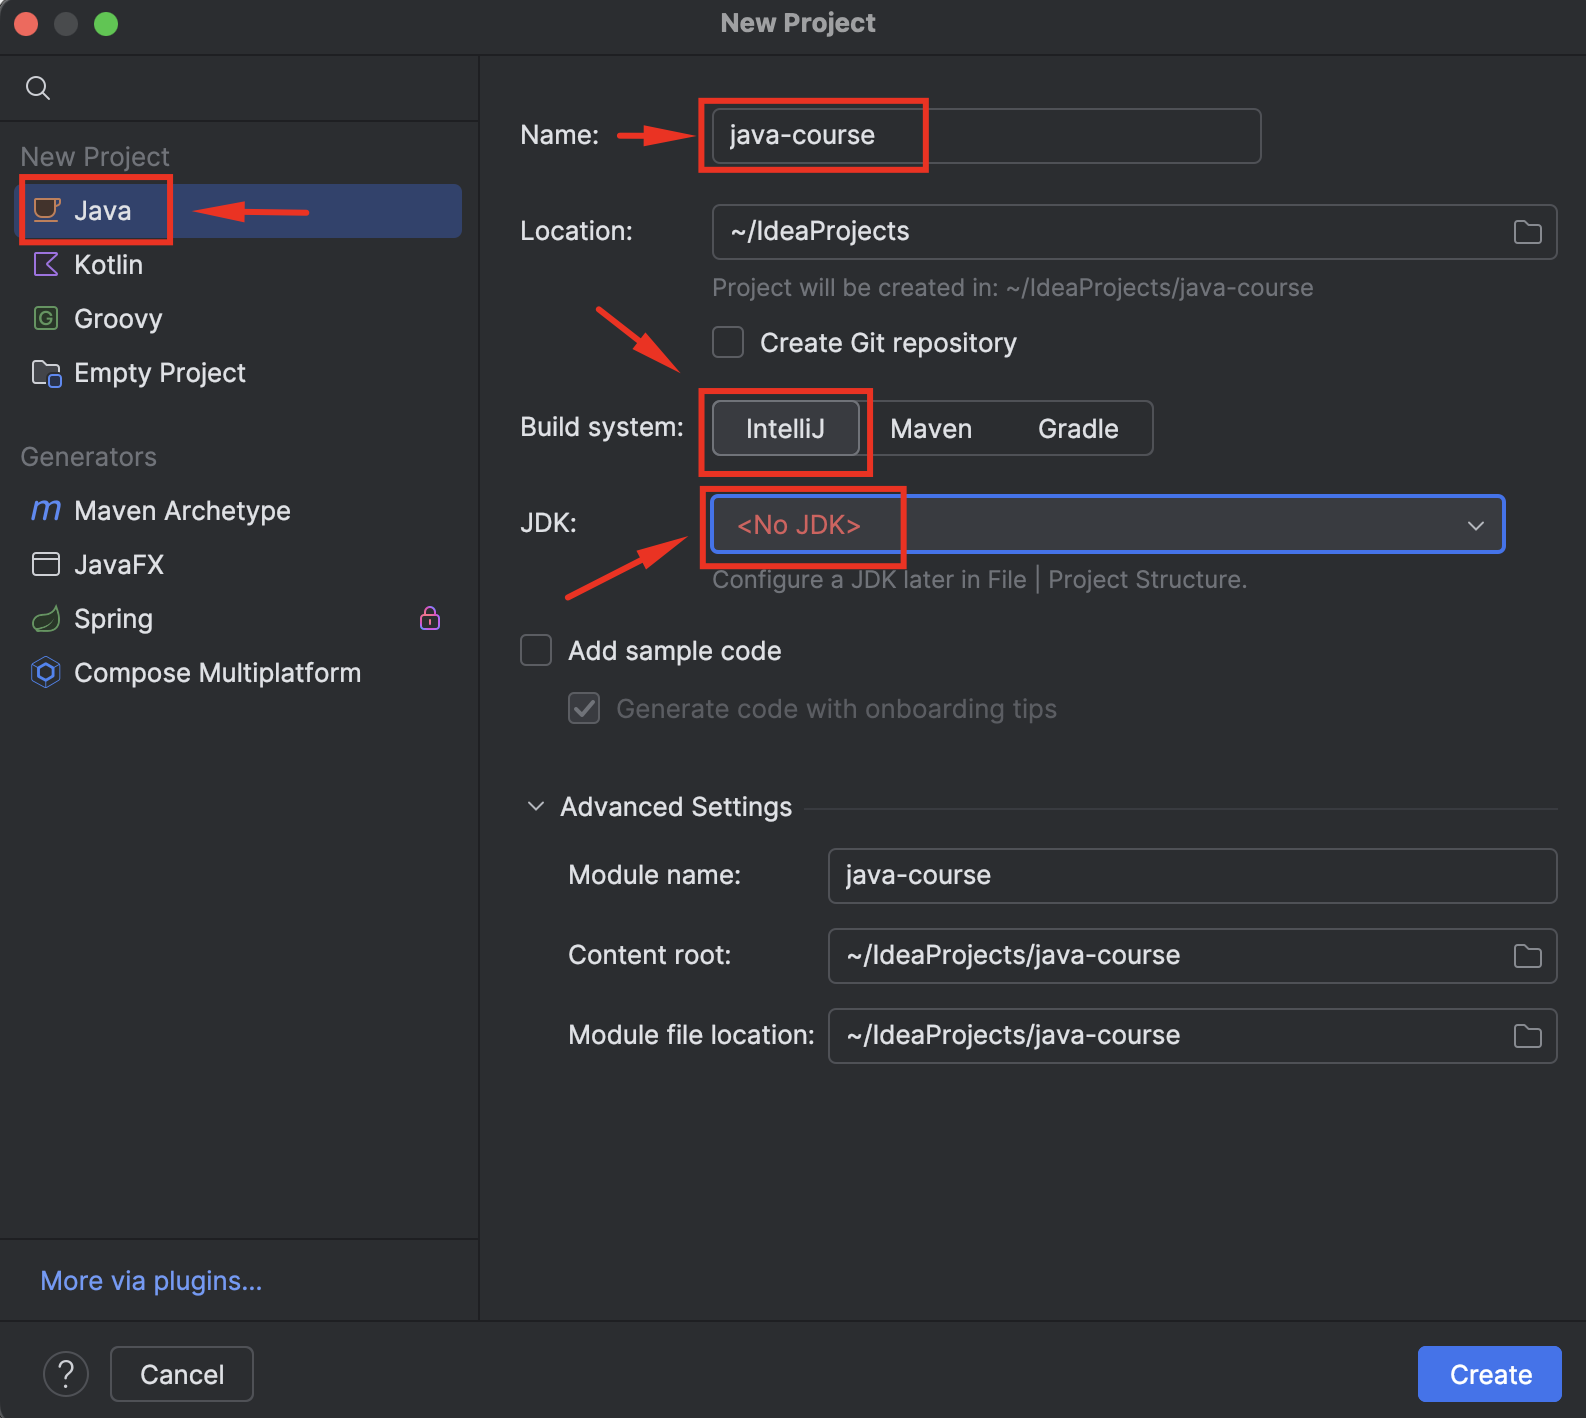 New Project
New Project
Java
Kotlin
Groovy
Empty Project
Generators
Maven Archetype
JavaFX
Spring
Compose Multiplatform
More via plugins...
Name:
java-course
Location:
~/IdeaProjects
Project will be created in: ~/IdeaProjects/java-course
Create Git repository
Build system:
IntelliJ Maven Gradle
JDK:
<No JDK>
Configure a JDK later in File | Project Structure.
Add sample code
Generate code with onboarding tips
Advanced Settings
Module name:
java-course
Content root:
~/IdeaProjects/java-course
Module file location:
~/IdeaProjects/java-course
? Cancel
Create